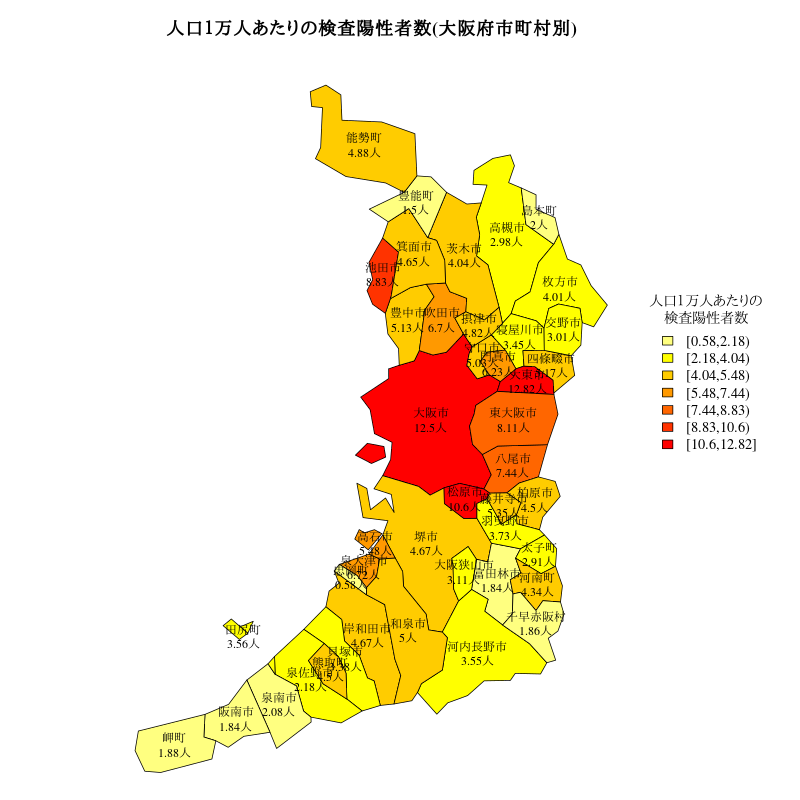 人口1万人あたりの検査陽性者数(大阪府市町村別)
能勢町
4.88人
豊能町
1.5人
島本町
2人
高槻市
2.98人
箕面市
4.65人
茨木市
4.04人
池田市
8.83人
枚方市
4.01人
豊中市
5.13人
吹田市
6.7人
摂津市
4.82人
寝屋川市
3.45人
交野市
3.01人
守口市
5.03人
門真市
6.23人
四條畷市
大東市
12.82人
大阪市
12.5人
東大阪市
8.11人
八尾市
7.44人
松原市
10.6人
藤井寺市
柏原市
4.5人
羽曳野市
3.73人
高石市
5.48人
堺市
4.67人
太子町
2.91人
泉大津市
忠岡町
0.58人
大阪狭山市
3.11人
富田林市
1.84人
河南町
4.34人
千早赤阪村
1.86人
田尻町
3.56人
岸和田市
4.67人
和泉市
5人
河内長野市
3.55人
貝塚市
熊取町
泉佐野市
2.18人
泉南市
2.08人
阪南市
1.84人
岬町
1.88人
人口1万人あたりの
検査陽性者数
[0.58,2.18)
[2.18,4.04)
[4.04,5.48)
[5.48,7.44)
[7.44,8.83)
[8.83,10.6)
[10.6,12.82]